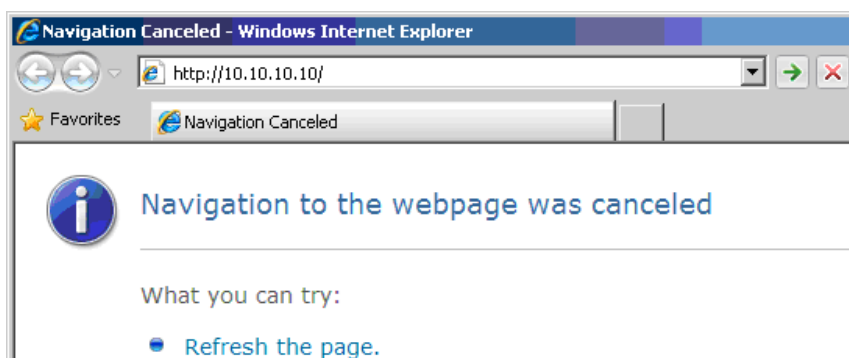 Navigation Canceled - Windows Internet Explorer
http://10.10.10.10/
Favorites Navigation Canceled
Navigation to the webpage was canceled
What you can try:
Refresh the page.